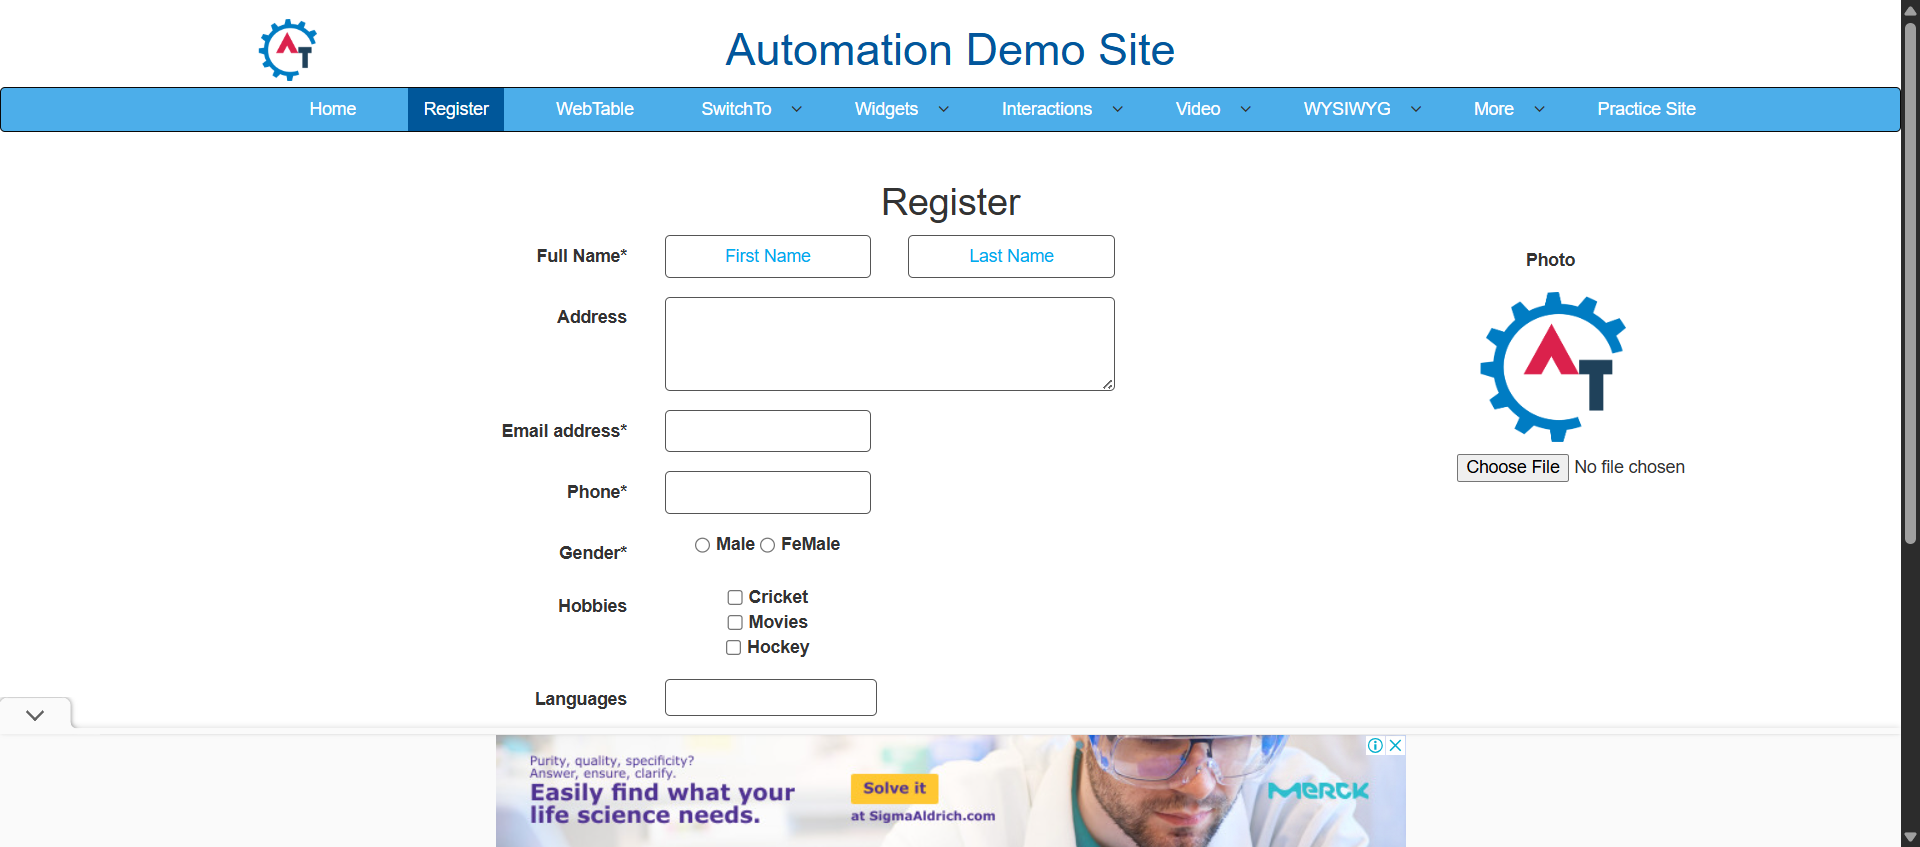 AT
Automation Demo Site
Home Register WebTable SwitchTo Widgets Interactions Video WYSIWYG More Practice Site
Register
Full Name* First Name Last Name
Photo
Address
AT
Email address*
Choose File No file chosen
Phone*
Gender* Male FeMale
Hobbies Cricket
Movies
Hockey
Languages
Purity, quality, specificity?
Answer, ensure, clarify.
Easily find what your
life science needs.
Solve it
at SigmaAldrich.com
MERCK